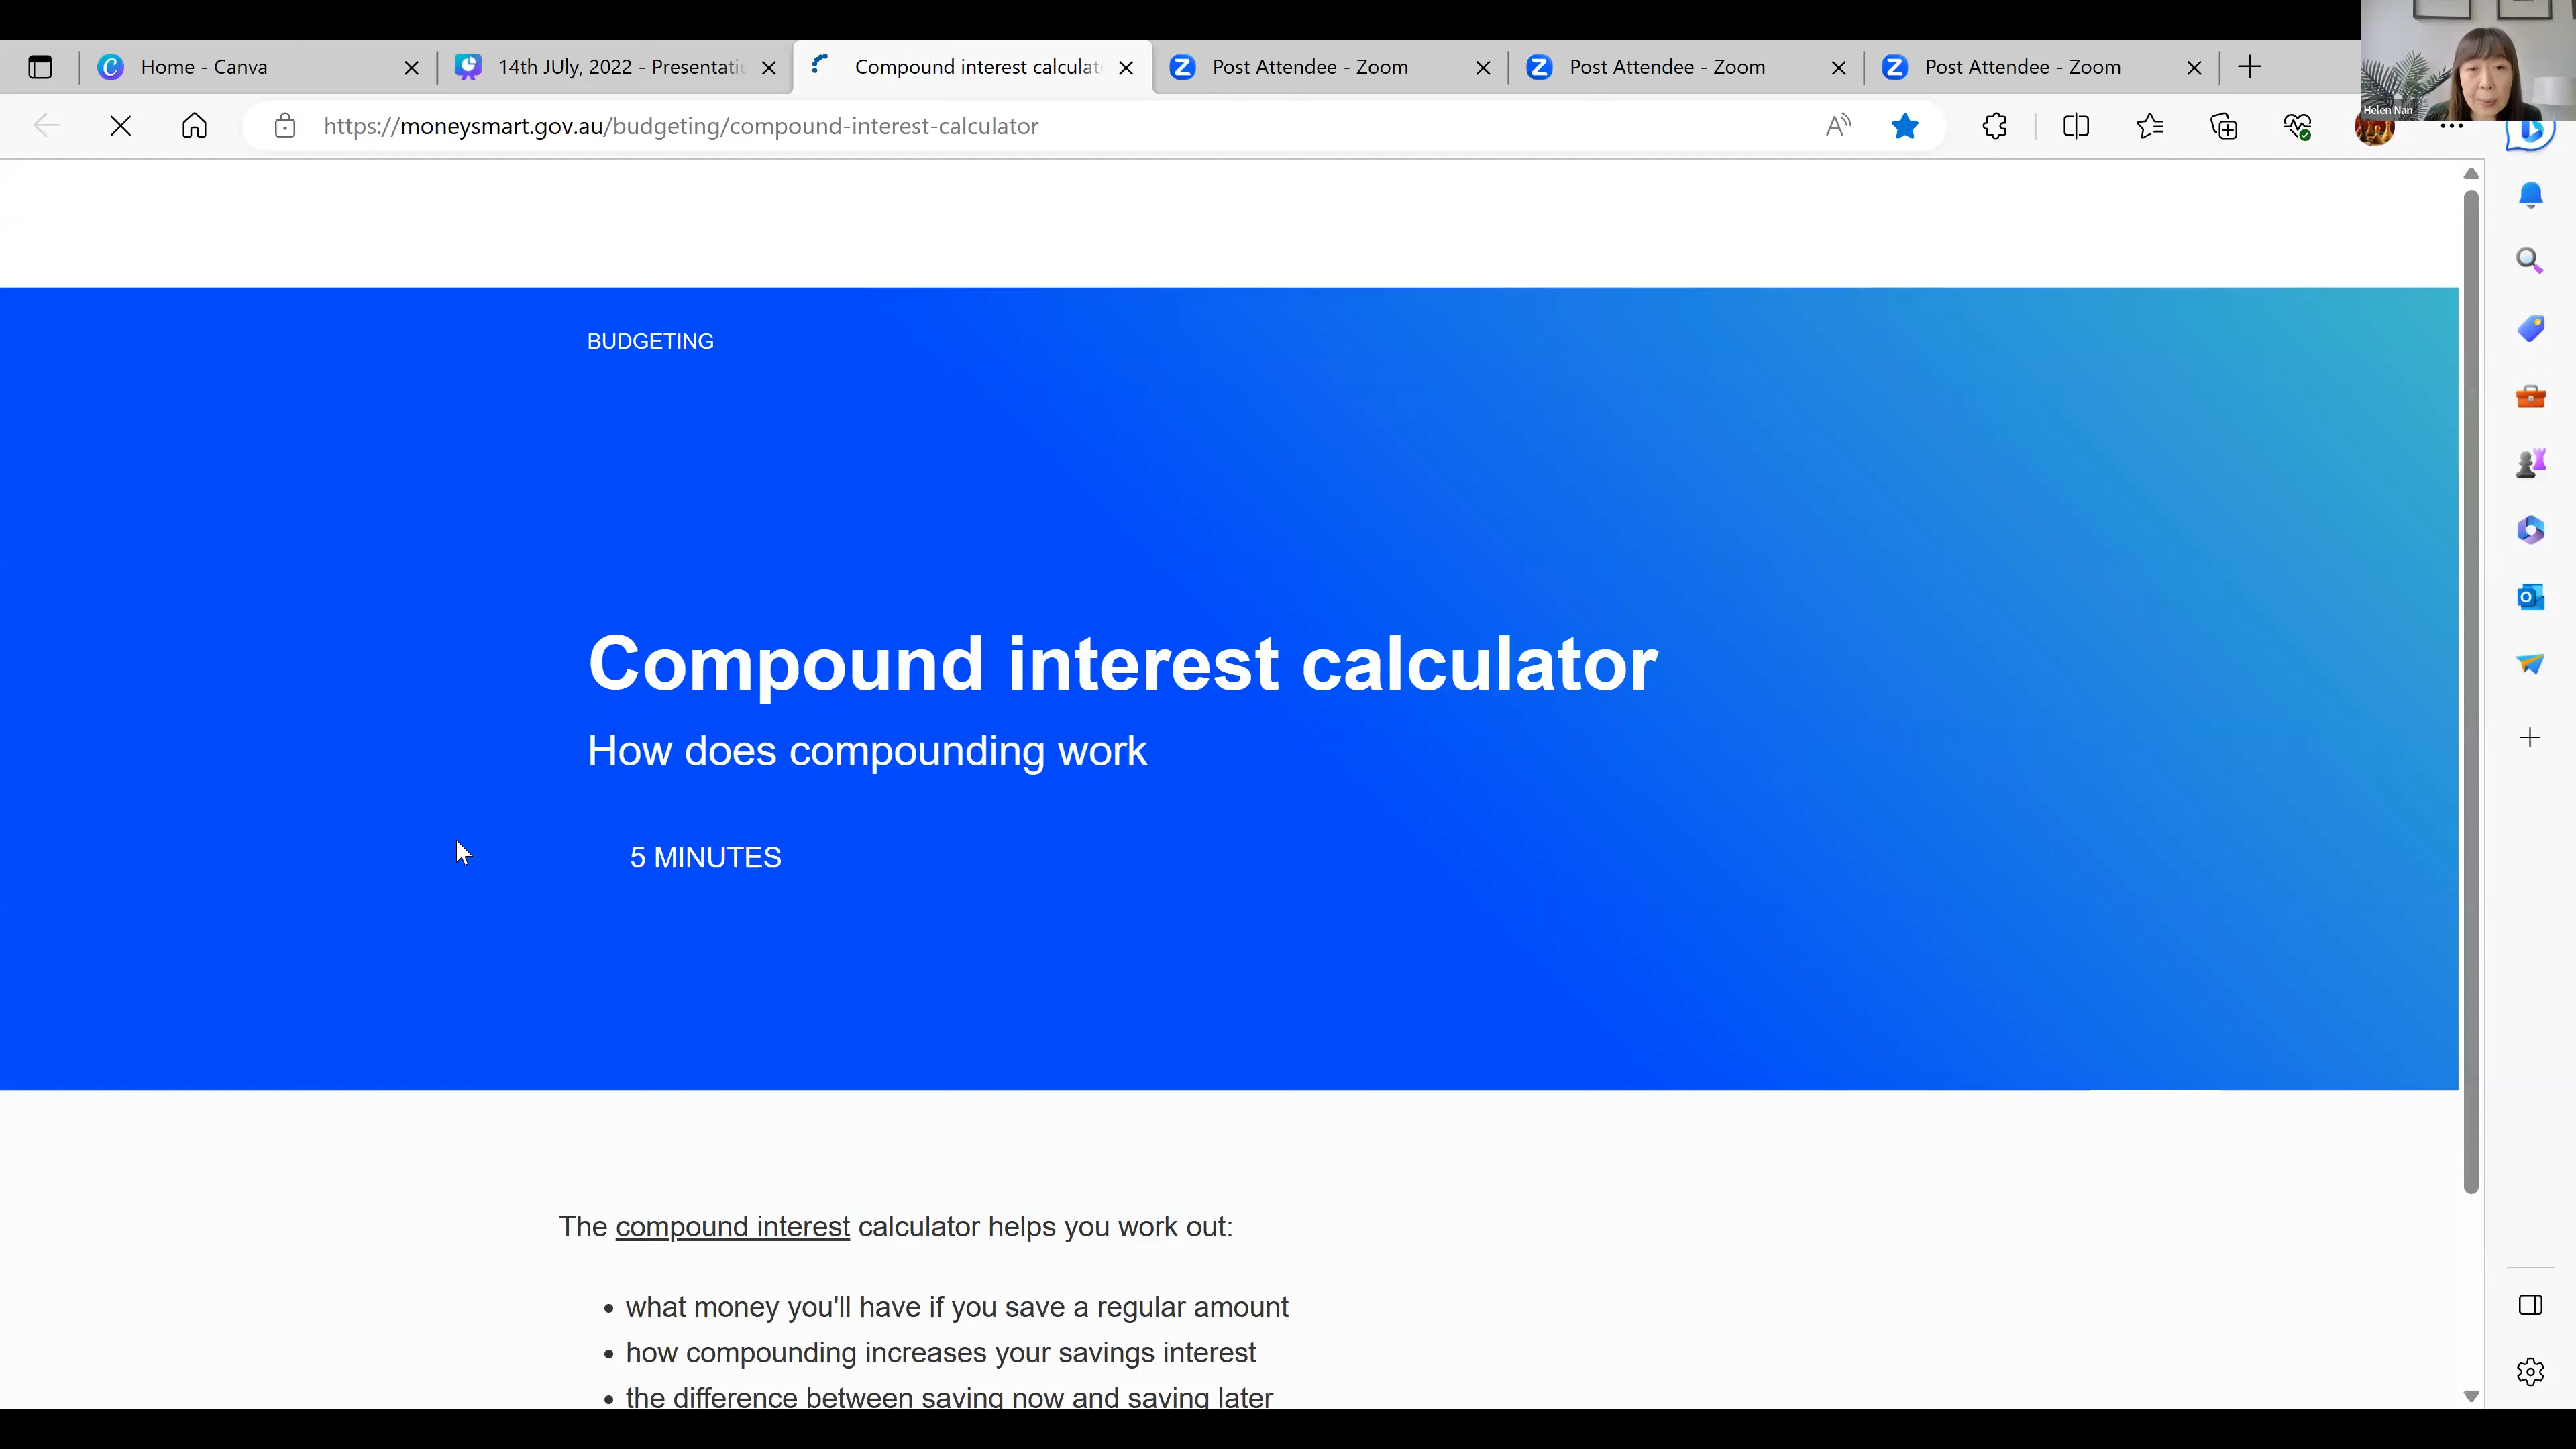 Home - Canva
14th JUly, 2022 - Presentatic
Compound interest calculat
Post Attendee - Zoom
Post Attendee - Zoom
Post Attendee - Zoom
Helen Nan
https://moneysmart.gov.au/budgeting/compound-interest-calculator
BUDGETING
Compound interest calculator
How does compounding work
5 MINUTES
The compound interest calculator helps you work out:
• what money you'll have if you save a regular amount
• how compounding increases your savings interest
• the difference between saving now and saving later